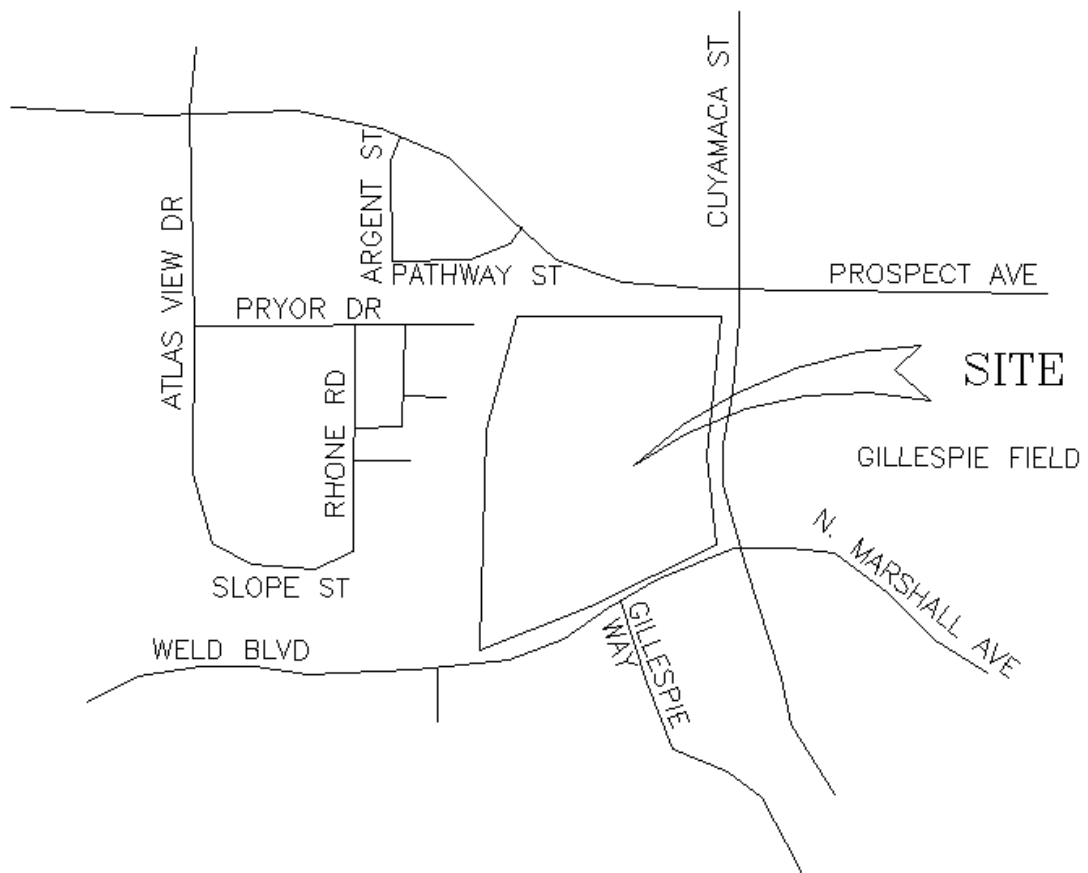 CUYAMACA ST
ARGENT ST
ATLAS VIEW DR
PATHWAY ST
PROSPECT AVE
PRYOR DR
SITE
RHONE RD
GILLESPIE FIELD
N. MARSHALL AVE
SLOPE ST
WELD BLVD
GILLESPIE
WAY